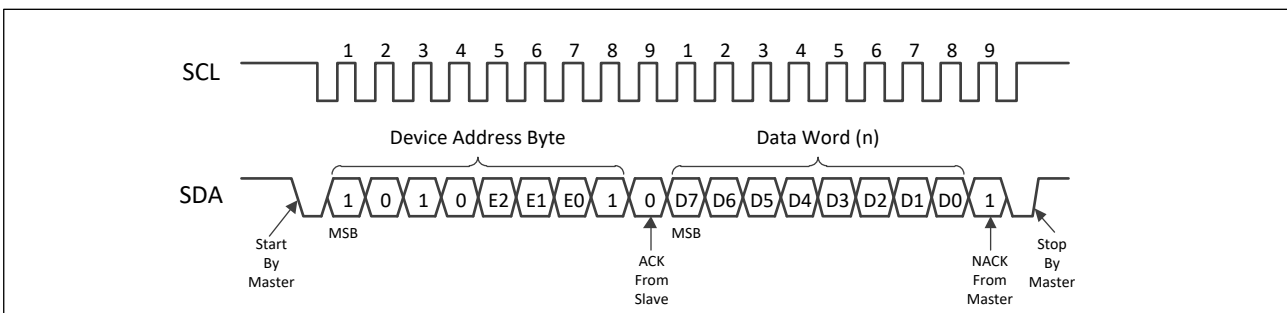 1 2 3 4 5 6 7 8 9 1 2 3 4 5 6 7 8 9
SCL
Device Address Byte
Data Word (n)
SDA
1 0 1 0 E2 E1 E0 1 0 D7 D6 D5 D4 D3 D2 D1 D0 1
MSB
MSB
Start
By
Master
ACK
From
Slave
NACK
From
Master
Stop
By
Master